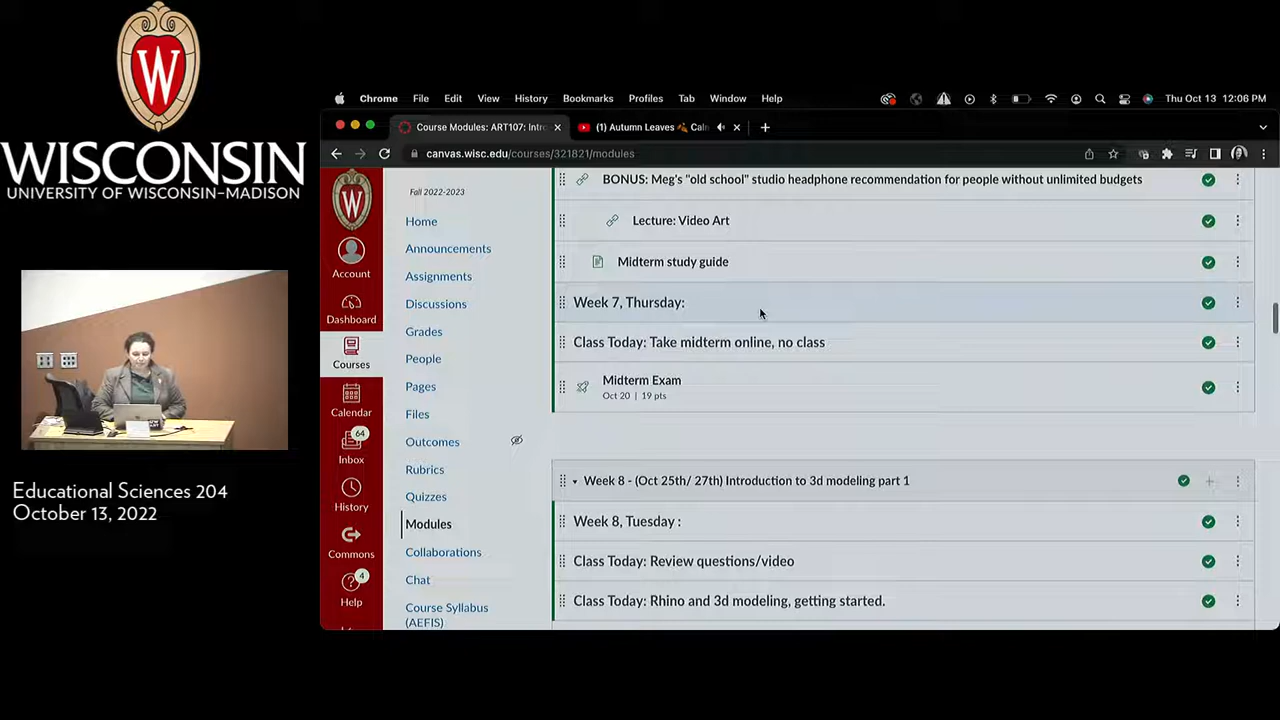 W
WISCONSIN
UNIVERSITY OF WISCONSIN–MADISON
Educational Sciences 204
October 13, 2022
Chrome File Edit View History Bookmarks Profiles Tab Window Help Thu Oct 13 12:06 PM
Course Modules: ART107: Intr
(1) Autumn Leaves 🍂 Calm
canvas.wisc.edu/courses/321821/modules
W
Account
Dashboard
Courses
Calendar
64
Inbox
History
Commons
4
Help
Fall 2022-2023
Home
Announcements
Assignments
Discussions
Grades
People
Pages
Files
Outcomes
Rubrics
Quizzes
Modules
Collaborations
Chat
Course Syllabus
(AEFIS)
BONUS: Meg's "old school" studio headphone recommendation for people without unlimited budgets
Lecture: Video Art
Midterm study guide
Week 7, Thursday:
Class Today: Take midterm online, no class
Midterm Exam
Oct 20 | 19 pts
Week 8 - (Oct 25th/ 27th) Introduction to 3d modeling part 1
Week 8, Tuesday :
Class Today: Review questions/video
Class Today: Rhino and 3d modeling, getting started.